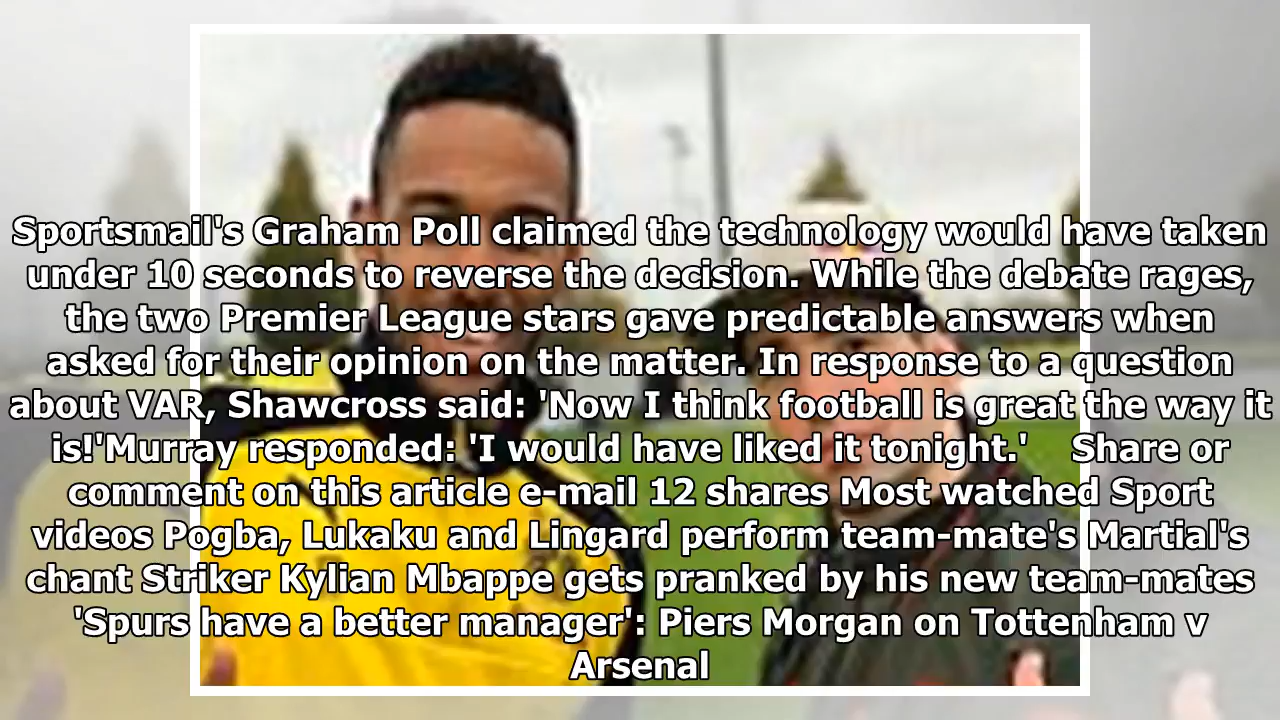 Sportsmail's Graham Poll claimed the technology would have taken
under 10 seconds to reverse the decision. While the debate rages,
the two Premier League stars gave predictable answers when
asked for their opinion on the matter. In response to a question
about VAR, Shawcross said: 'Now I think football is great the way it
is!'Murray responded: 'I would have liked it tonight.'    Share or
comment on this article e-mail 12 shares Most watched Sport
videos Pogba, Lukaku and Lingard perform team-mate's Martial's
chant Striker Kylian Mbappe gets pranked by his new team-mates
'Spurs have a better manager': Piers Morgan on Tottenham v
Arsenal